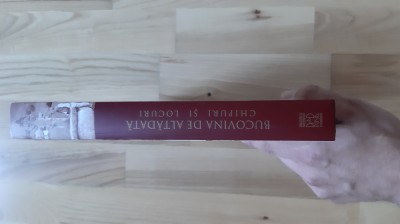 BUCOVINA DE ALTĂDATĂ
CHIPURI ȘI LOCURI